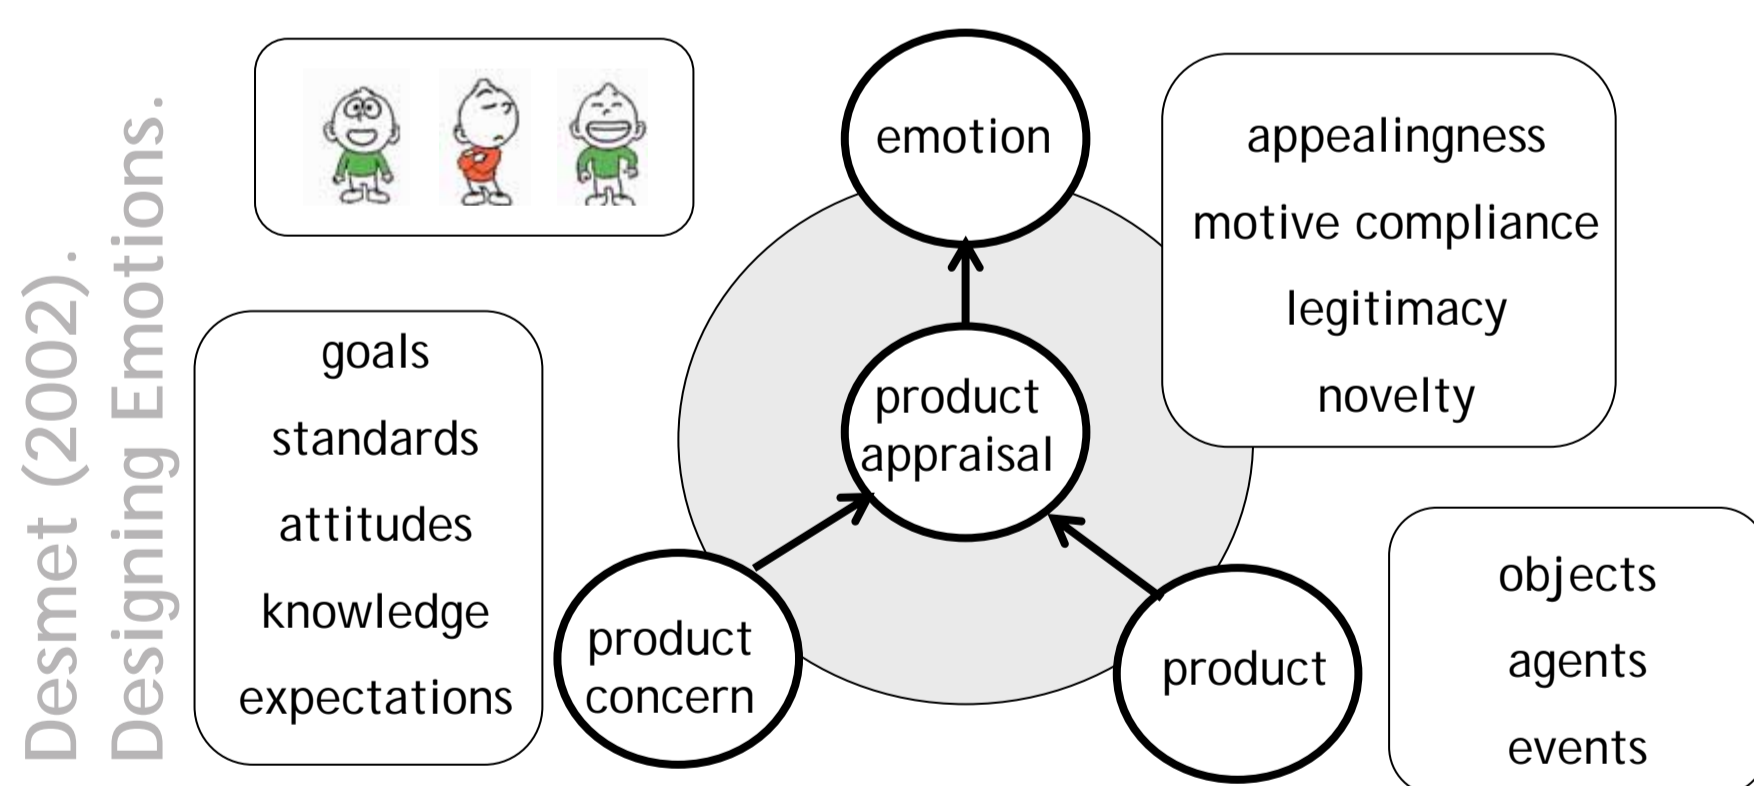 Desmet (2002).
Designing Emotions.
emotion
appealingness
motive compliance
legitimacy
novelty
goals
standards
attitudes
knowledge
expectations
product
appraisal
product
concern
product
objects
agents
events